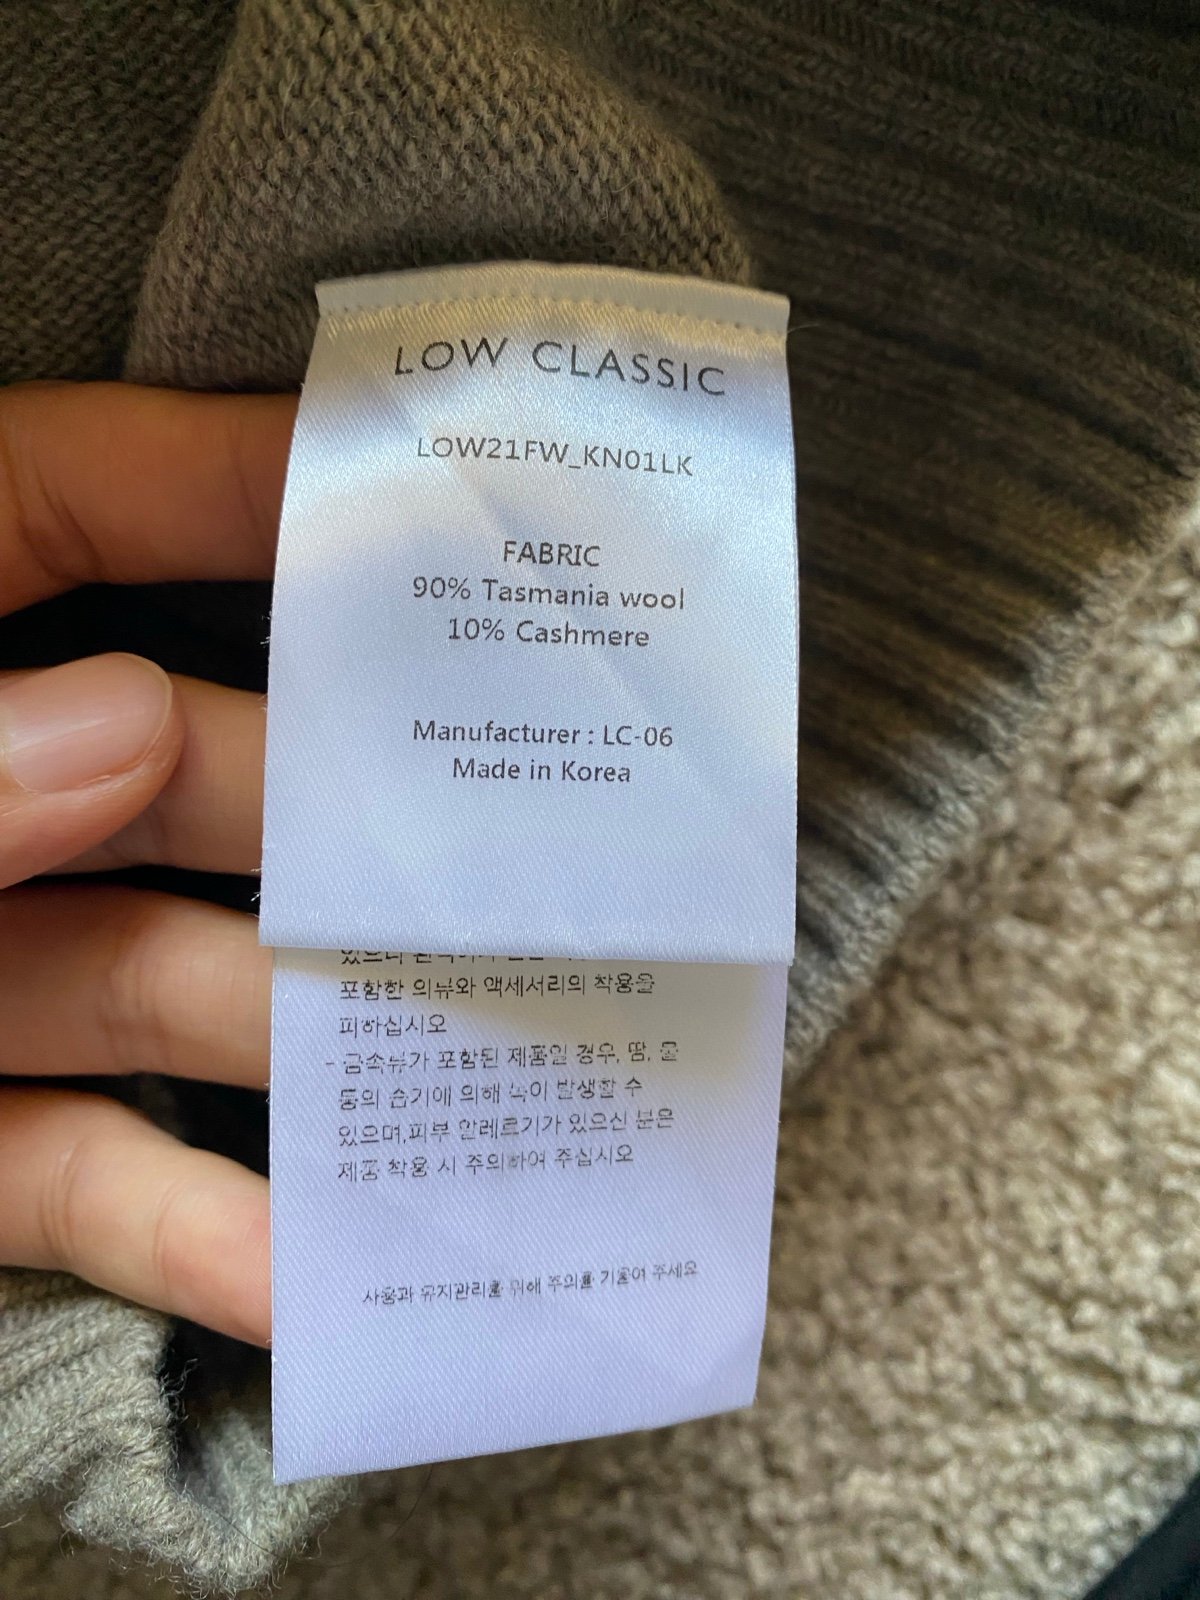 LOW CLASSIC
LOW21FW_KN01LK
FABRIC
90% Tasmania wool
10% Cashmere
Manufacturer : LC-06
Made in Korea
포함한 의류와 액세서리의 착용을
피하십시오
- 금속류가 포함된 제품일 경우, 땀, 물
등의 습기에 의해 녹이 발생할 수
있으며,피부 알레르기가 있으신 분은
제품 착용 시 주의하여 주십시오
사용과 유지관리를 위해 주의를 기울여 주세요